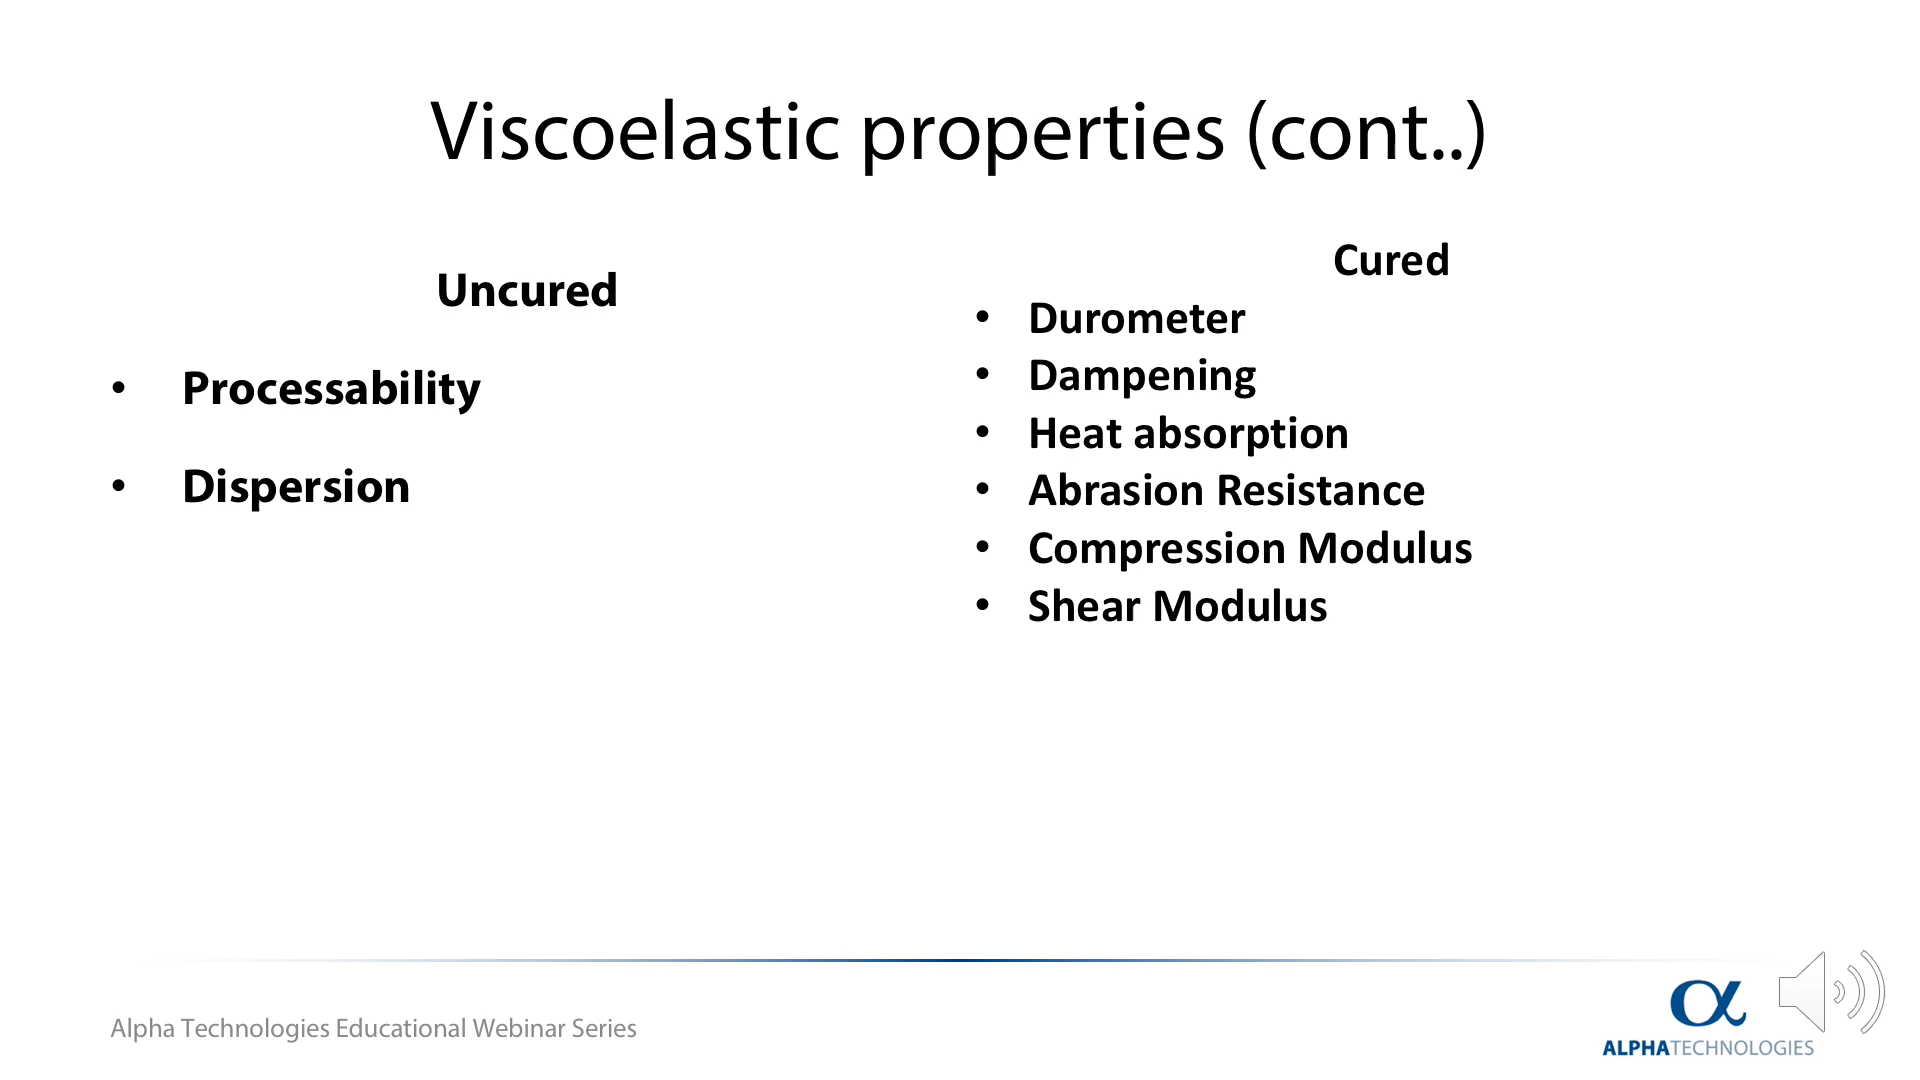 Viscoelastic properties (cont..)
Uncured
• Processability
• Dispersion
Cured
• Durometer
• Dampening
• Heat absorption
• Abrasion Resistance
• Compression Modulus
• Shear Modulus
Alpha Technologies Educational Webinar Series
α
ALPHATECHNOLOGIES